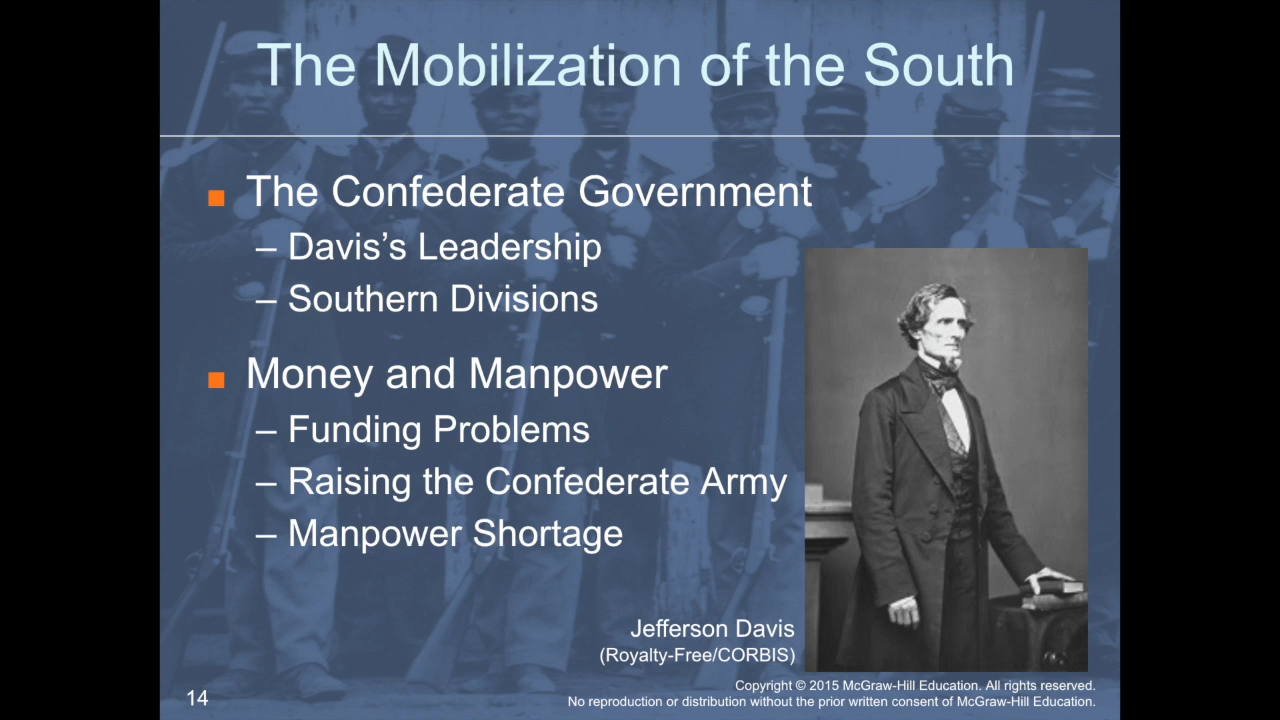 The Mobilization of the South
■ The Confederate Government
– Davis’s Leadership
– Southern Divisions
■ Money and Manpower
– Funding Problems
– Raising the Confederate Army
– Manpower Shortage
Jefferson Davis
(Royalty-Free/CORBIS)
14
Copyright © 2015 McGraw-Hill Education. All rights reserved.
No reproduction or distribution without the prior written consent of McGraw-Hill Education.